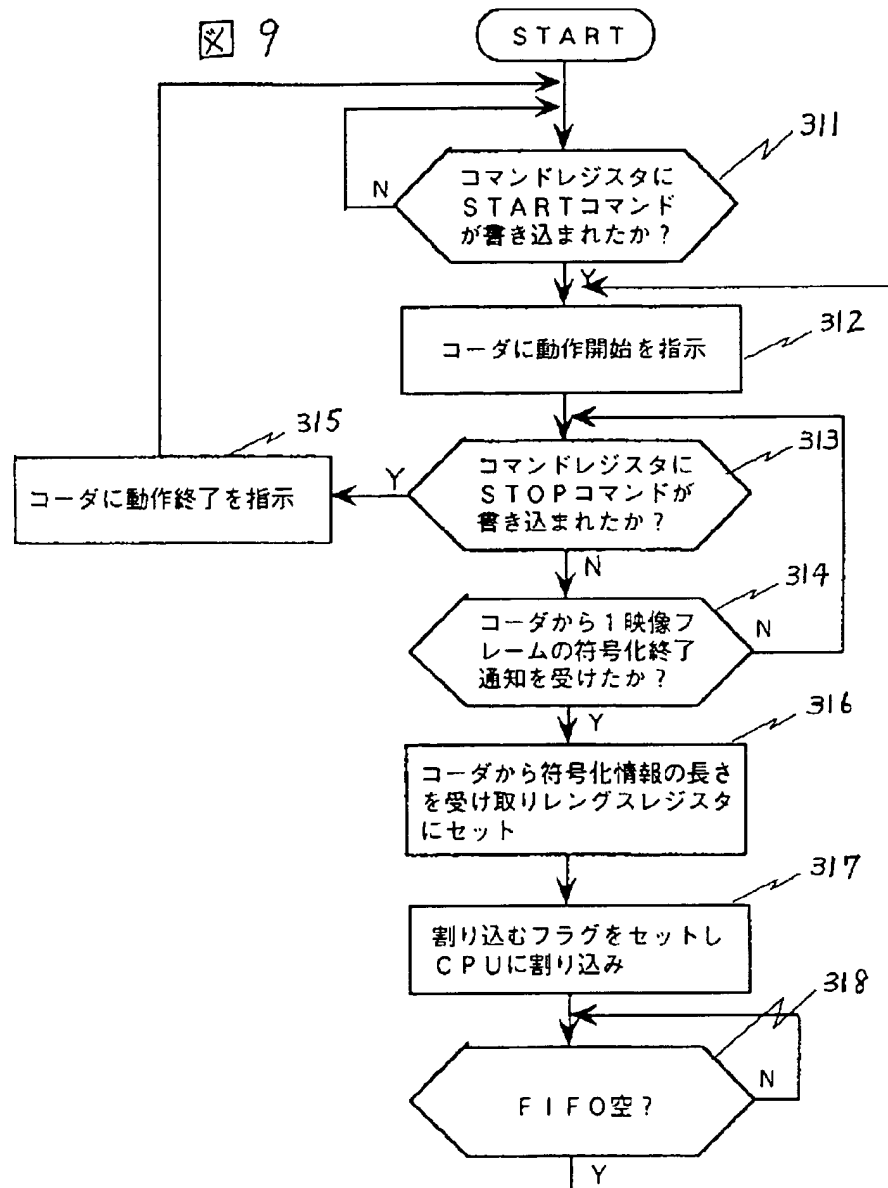 図 9
START
311
コマンドレジスタに
STARTコマンド
が書き込まれたか？
N
Y
312
コーダに動作開始を指示
315
コーダに動作終了を指示
313
コマンドレジスタに
STOPコマンドが
書き込まれたか？
Y
N
314
コーダから1映像フ
レームの符号化終了
通知を受けたか？
N
Y
316
コーダから符号化情報の長さ
を受け取りレングスレジスタ
にセット
317
割り込むフラグをセットし
CPUに割り込み
318
FIFO空？
N
Y